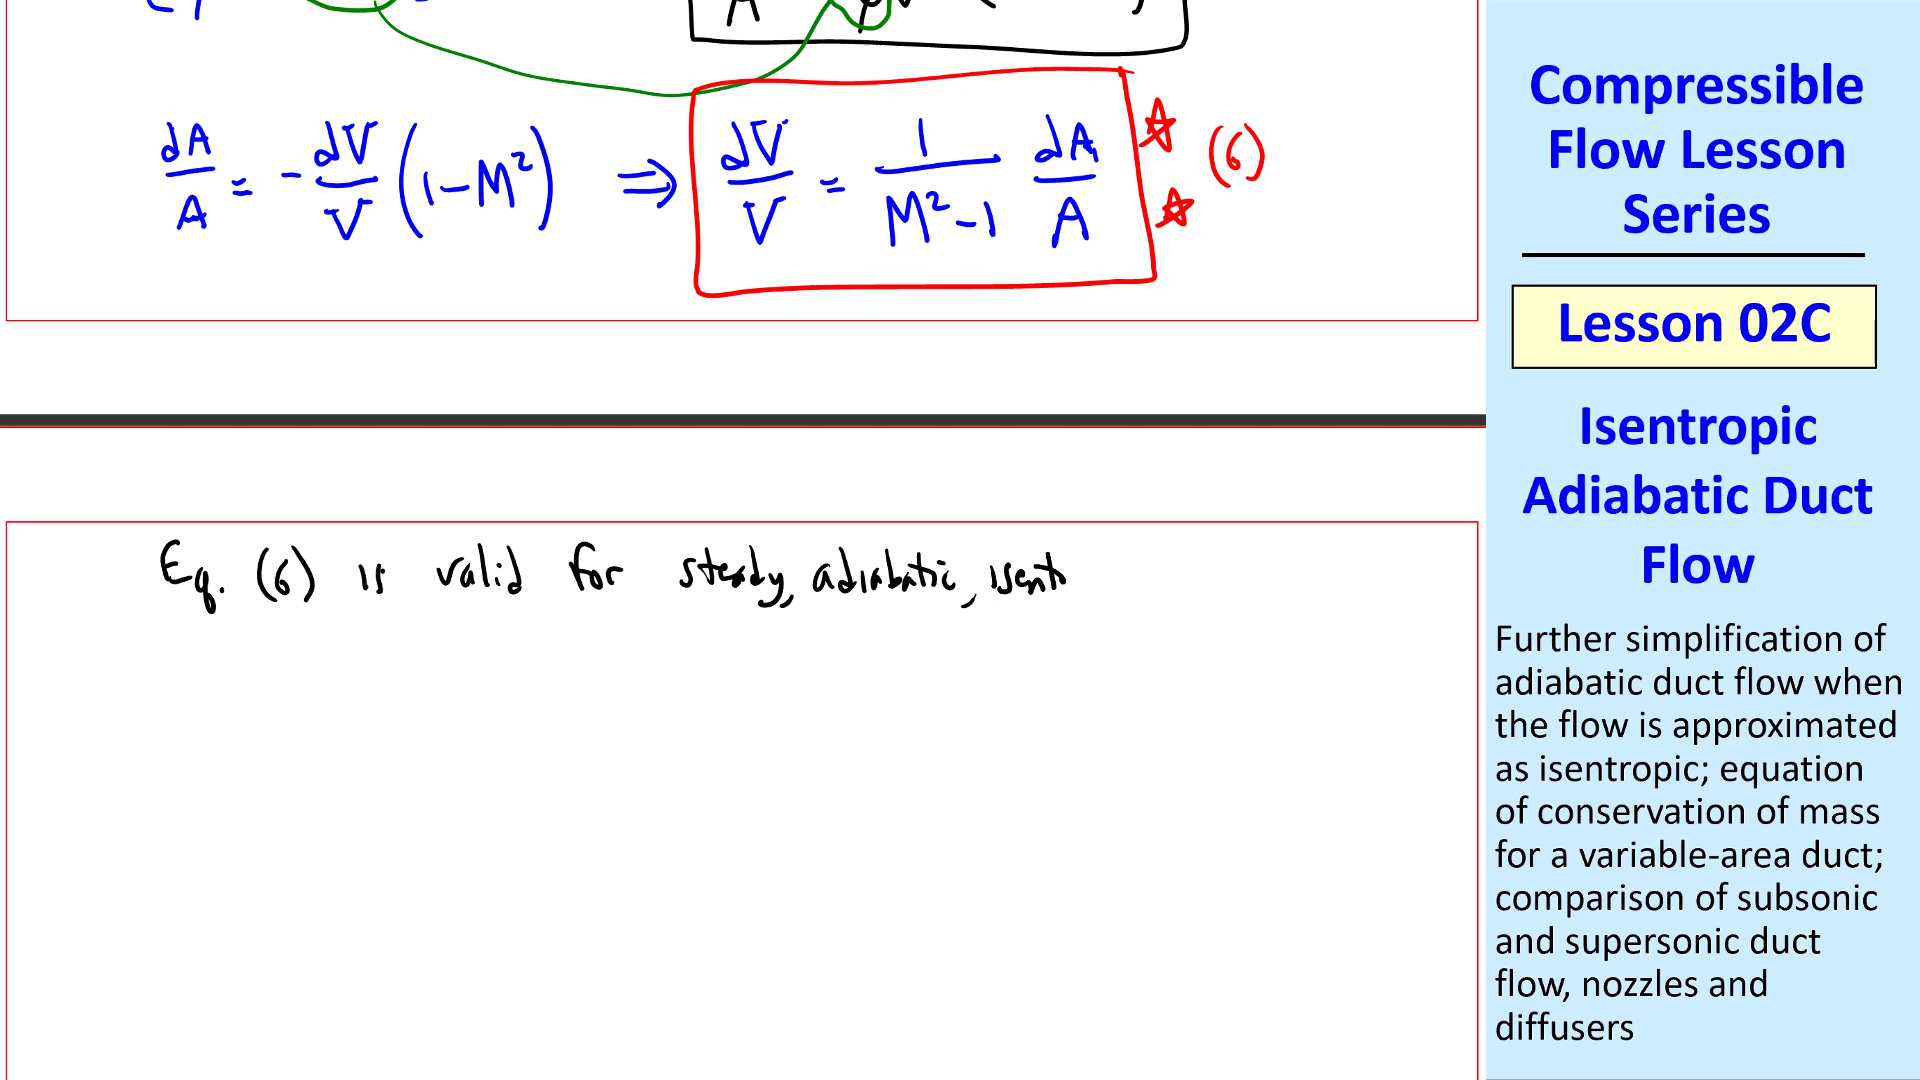 dA/A = - dV/V (1 - M²) ⇒ dV/V = 1/(M² - 1) dA/A (6)
Eq. (6) is valid for steady, adiabatic, isent
Compressible
Flow Lesson
Series
Lesson 02C
Isentropic
Adiabatic Duct
Flow
Further simplification of
adiabatic duct flow when
the flow is approximated
as isentropic; equation
of conservation of mass
for a variable-area duct;
comparison of subsonic
and supersonic duct
flow, nozzles and
diffusers